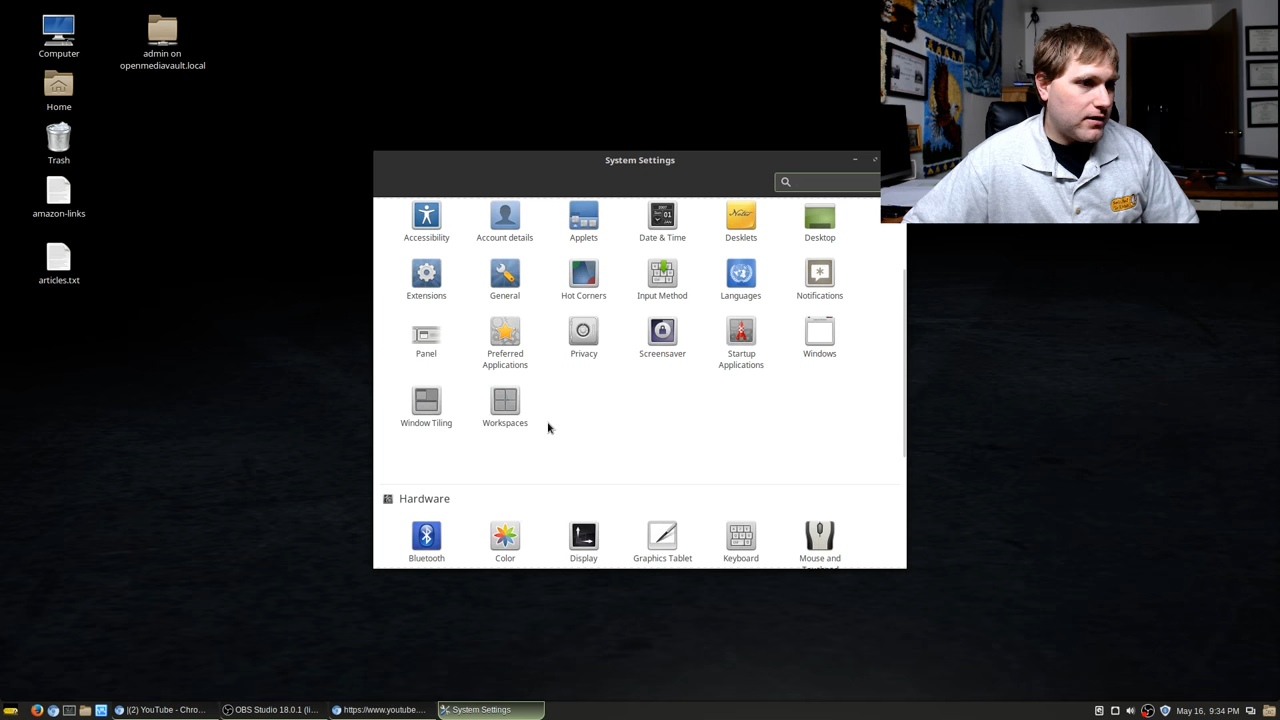 Computer
admin on
openmediavault.local
Home
Trash
amazon-links
articles.txt
System Settings
Accessibility
Account details
Applets
Date & Time
Desklets
Desktop
Extensions
General
Hot Corners
Input Method
Languages
Notifications
Panel
Preferred
Applications
Privacy
Screensaver
Startup
Applications
Windows
Window Tiling
Workspaces
Hardware
Bluetooth
Color
Display
Graphics Tablet
Keyboard
Mouse and
Touchpad
(2) YouTube - Chro...
OBS Studio 18.0.1 (li...
https://www.youtube....
System Settings
May 16, 9:34 PM